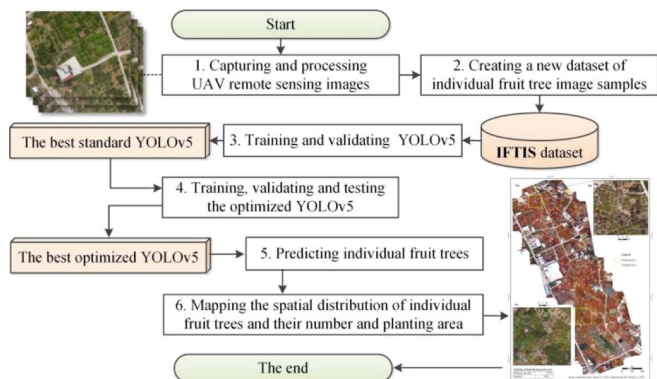 Start
1. Capturing and processing
UAV remote sensing images
2. Creating a new dataset of
individual fruit tree image samples
The best standard YOLOv5
3. Training and validating YOLOv5
IFTIS dataset
4. Training, validating and testing
the optimized YOLOv5
The best optimized YOLOv5
5. Predicting individual fruit trees
6. Mapping the spatial distribution of individual
fruit trees and their number and planting area
The end